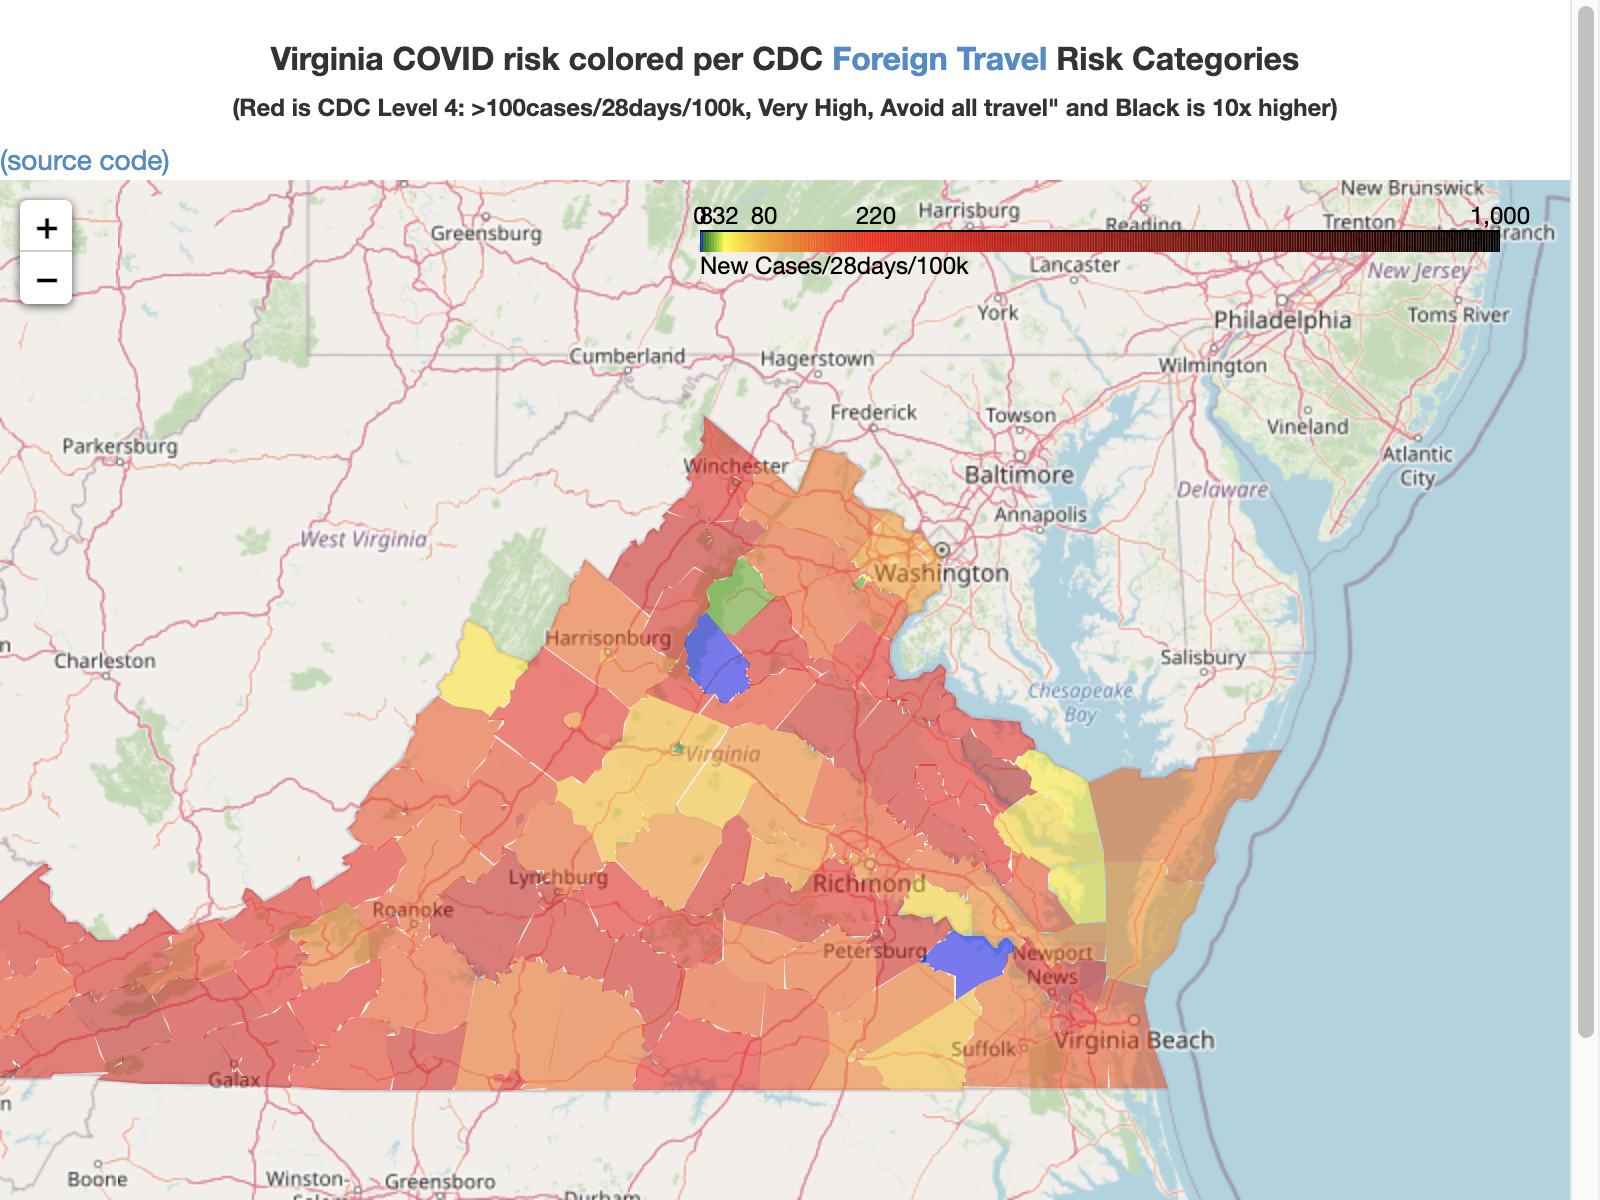 Virginia COVID risk colored per CDC Foreign Travel Risk Categories
(Red is CDC Level 4: >100cases/28days/100k, Very High, Avoid all travel" and Black is 10x higher)
(source code)
+
−
0 8 32 80 220 1,000
New Cases/28days/100k
New Brunswick
Harrisburg
Reading
Trenton
Branch
Greensburg
Lancaster
New Jersey
York
Philadelphia
Toms River
Cumberland
Hagerstown
Wilmington
Frederick
Towson
Vineland
Parkersburg
Winchester
Baltimore
Atlantic
City
Delaware
Annapolis
West Virginia
Washington
Harrisonburg
n
Charleston
Salisbury
Chesapeake
Bay
Virginia
Lynchburg
Richmond
Roanoke
Petersburg
Newport
News
Virginia Beach
Suffolk
Galax
n
Boone
Winston-
Greensboro
Durham